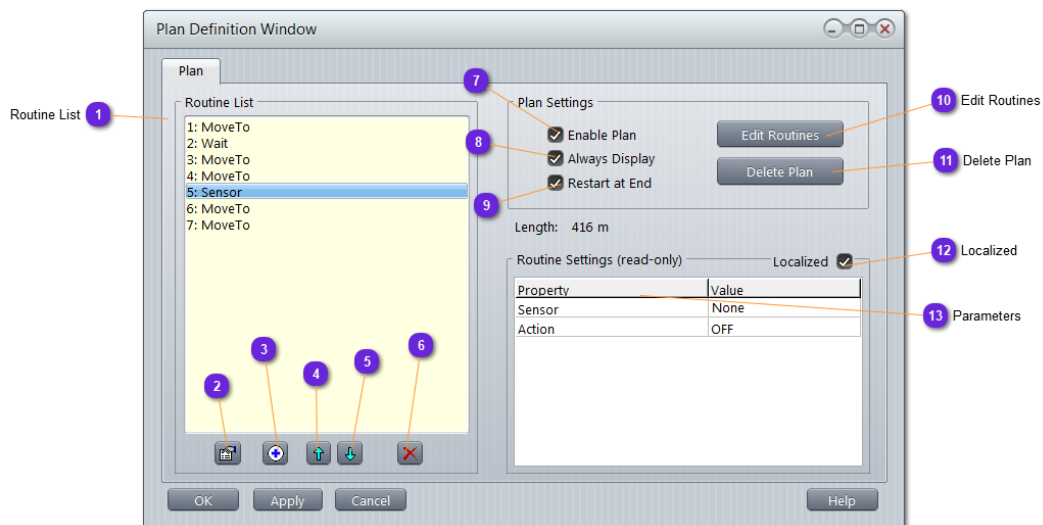 Plan Definition Window
Plan
Routine List
1: MoveTo
2: Wait
3: MoveTo
4: MoveTo
5: Sensor
6: MoveTo
7: MoveTo
Plan Settings
Enable Plan
Always Display
Restart at End
Edit Routines
Delete Plan
Length: 416 m
Routine Settings (read-only)
Localized
Property Value
Sensor None
Action OFF
OK Apply Cancel Help
Routine List 1
2
3
4
5
6
7
8
9
10 Edit Routines
11 Delete Plan
12 Localized
13 Parameters